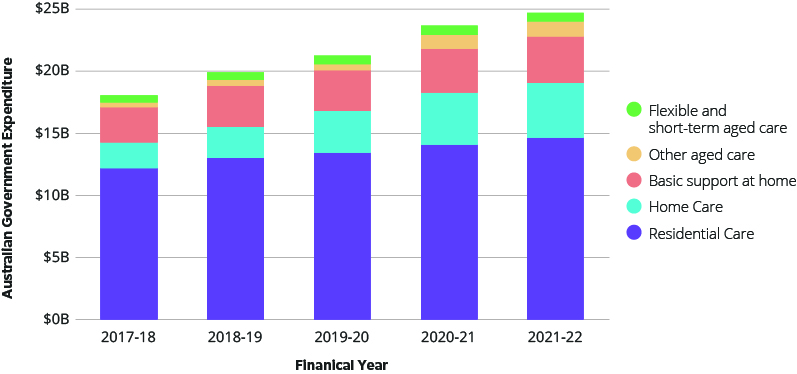 Australian Government Expenditure
$25B
$20B
$15B
$10B
$5B
$0B
2017-18
2018-19
2019-20
2020-21
2021-22
Finanical Year
Flexible and
short-term aged care
Other aged care
Basic support at home
Home Care
Residential Care